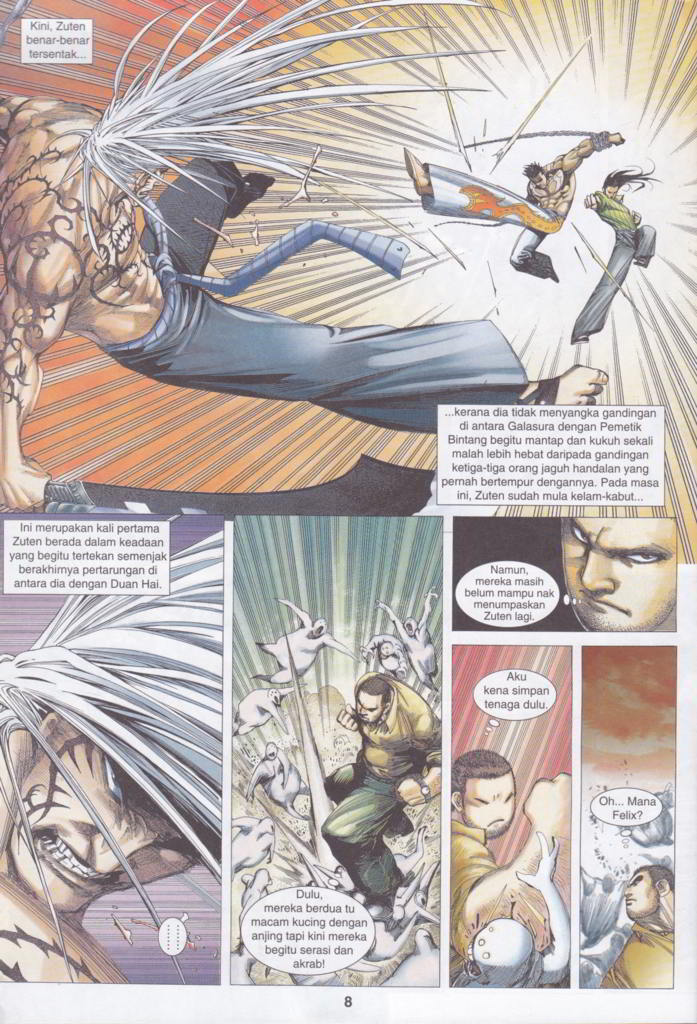 Kini, Zuten
benar-benar
tersentak...
...kerana dia tidak menyangka gandingan
di antara Galasura dengan Pemetik
Bintang begitu mantap dan kukuh sekali
malah lebih hebat daripada gandingan
ketiga-tiga orang jaguh handalan yang
pernah bertempur dengannya. Pada masa
ini, Zuten sudah mula kelam-kabut...
Ini merupakan kali pertama
Zuten berada dalam keadaan
yang begitu tertekan semenjak
berakhirnya pertarungan di
antara dia dengan Duan Hai.
......
Dulu,
mereka berdua tu
macam kucing dengan
anjing tapi kini mereka
begitu serasi dan
akrab!
Namun,
mereka masih
belum mampu nak
menumpaskan
Zuten lagi.
Aku
kena simpan
tenaga dulu.
Oh... Mana
Felix?
8